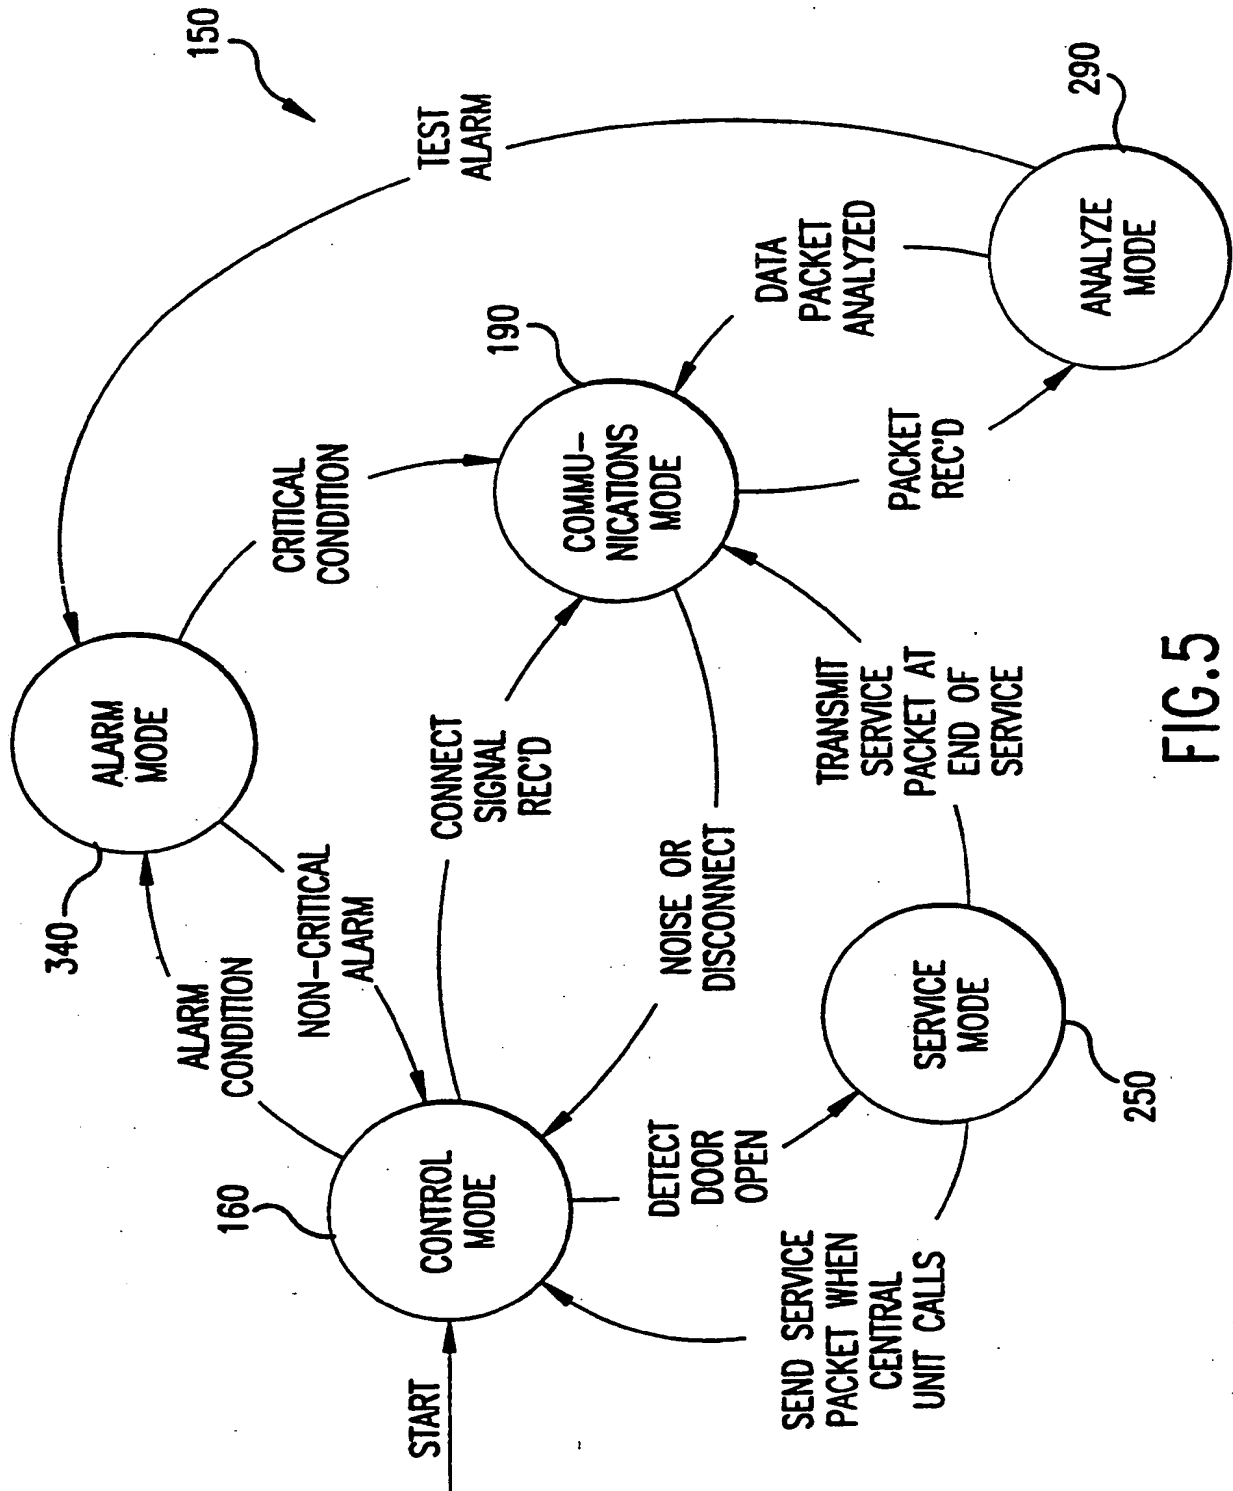 150
TEST
ALARM
340
ALARM
MODE
CRITICAL
CONDITION
190
COMMU-
NICATIONS
MODE
DATA
PACKET
ANALYZED
290
ANALYZE
MODE
PACKET
REC'D
ALARM
CONDITION
NON-CRITICAL
ALARM
CONNECT
SIGNAL
REC'D
NOISE OR
DISCONNECT
TRANSMIT
SERVICE
PACKET AT
END OF
SERVICE
START
160
CONTROL
MODE
DETECT
DOOR
OPEN
SERVICE
MODE
250
SEND SERVICE
PACKET WHEN
CENTRAL
UNIT CALLS
FIG.5